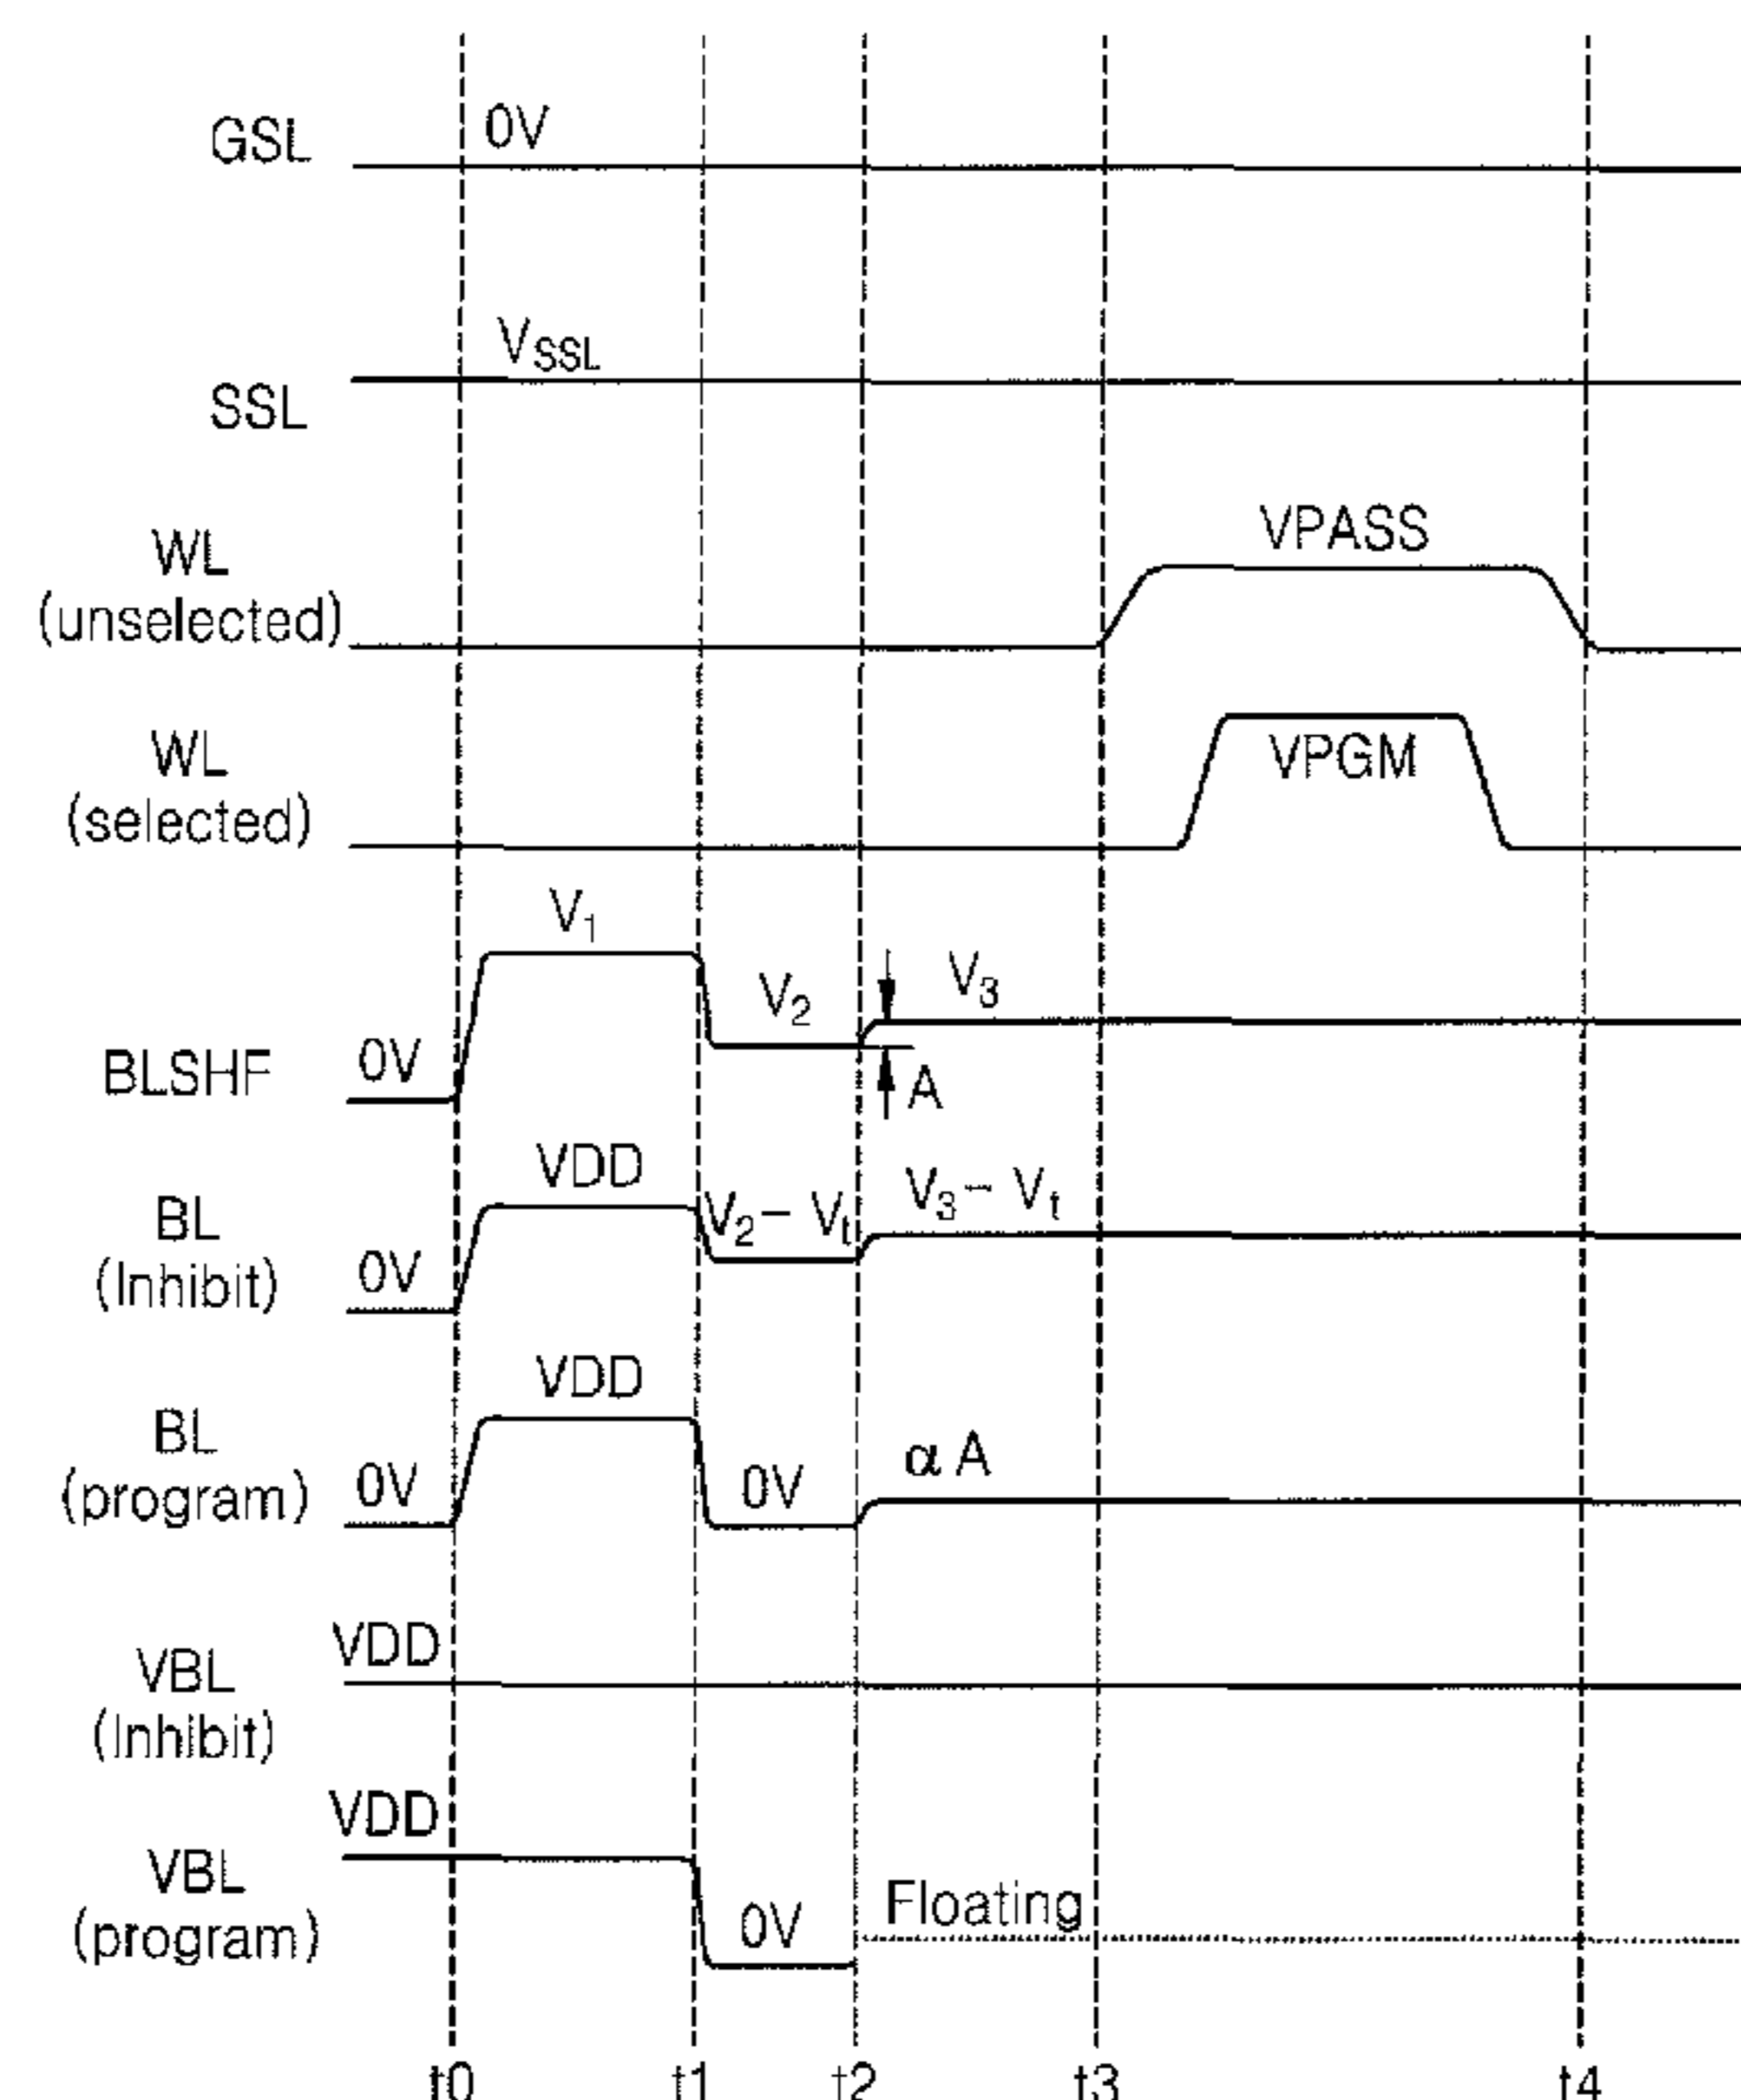 GSL 0V
SSL VSSL
WL
(unselected) VPASS
WL
(selected) VPGM
BLSHF 0V V1 V2 V3 A
BL
(Inhibit) 0V VDD V2 – Vt V3 – Vt
BL
(program) 0V VDD 0V α A
VBL
(Inhibit) VDD
VBL
(program) VDD 0V Floating
t0 t1 t2 t3 t4